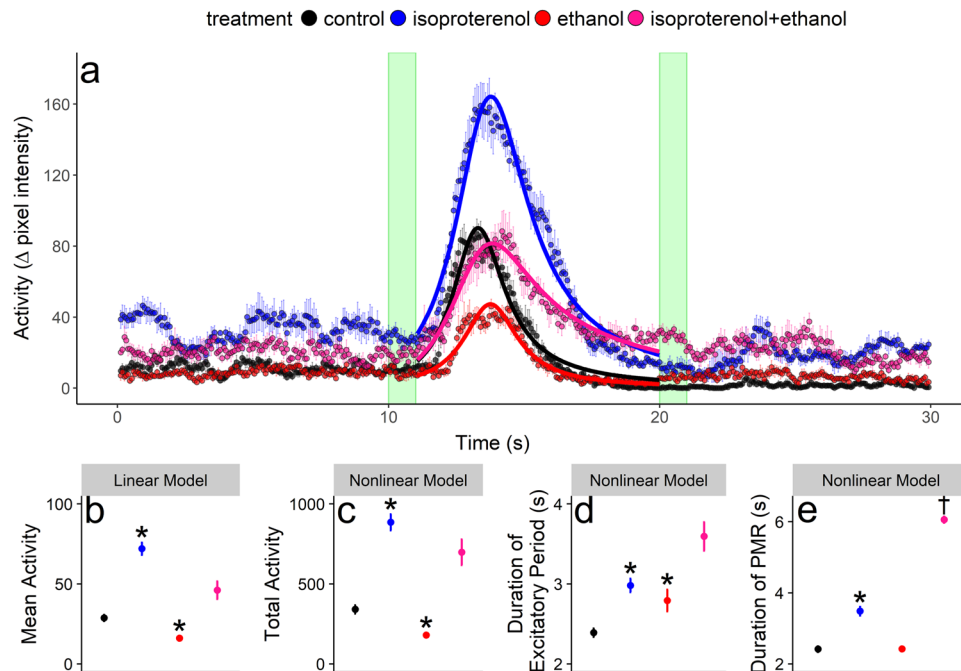 treatment control isoproterenol ethanol isoproterenol+ethanol
a
Activity (Δ pixel intensity)
160
120
80
40
0
0 10 20 30
Time (s)
Linear Model
b
Mean Activity
100
50
0
*
*
Nonlinear Model
c
Total Activity
1000
500
0
*
*
Nonlinear Model
d
Duration of
Excitatory Period (s)
4
3
2
*
*
Nonlinear Model
e
Duration of PMR (s)
6
4
2
*
†